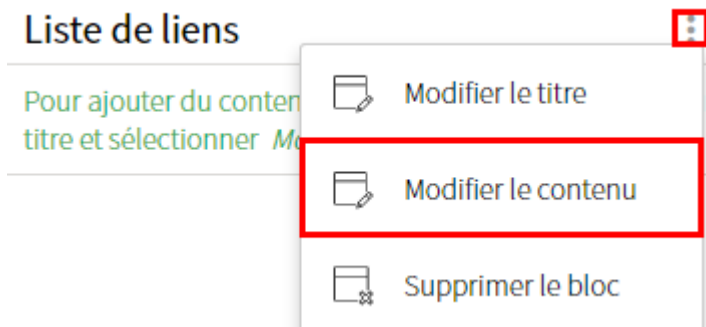 Liste de liens
Pour ajouter du conten
titre et sélectionner
Modifier le titre
Modifier le contenu
Supprimer le bloc